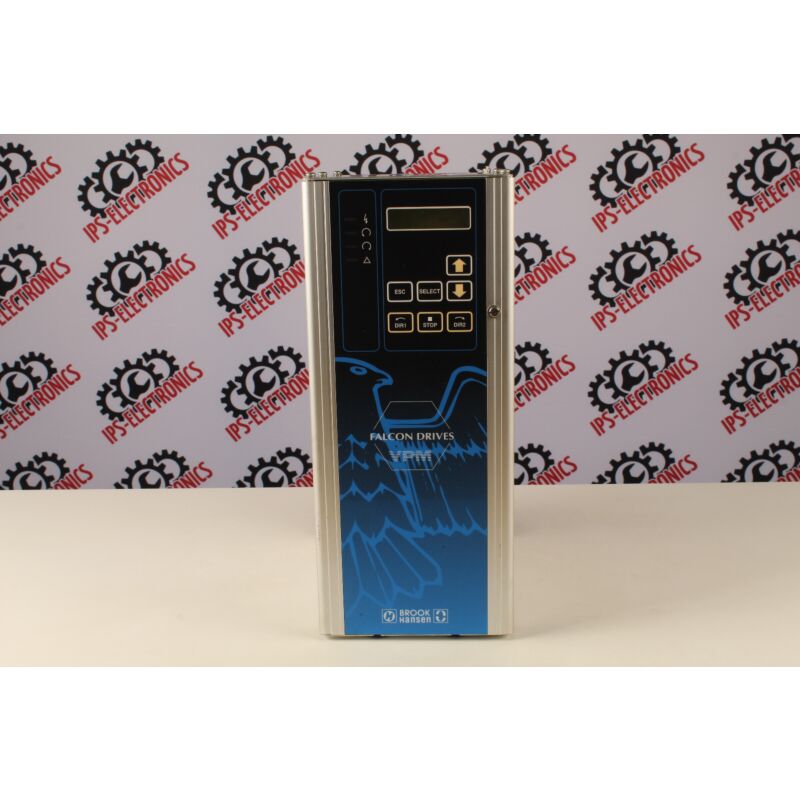 IPS-ELECTRONICS
ESC
SELECT
DIR1
STOP
DIR2
FALCON DRIVES
VPM
BROOK
Hansen